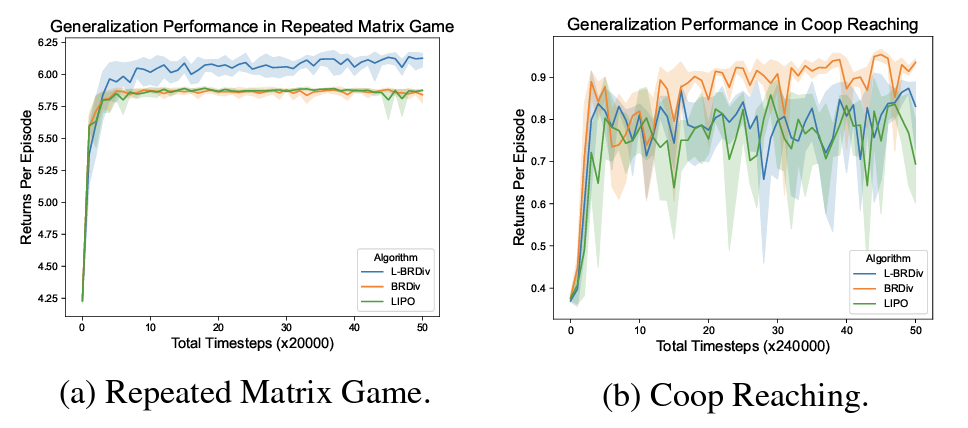 Generalization Performance in Repeated Matrix Game
6.25
6.00
5.75
5.50
5.25
5.00
4.75
4.50
4.25
Returns Per Episode
Algorithm
L-BRDiv
BRDiv
LIPO
0
10
20
30
40
50
Total Timesteps (x20000)
(a) Repeated Matrix Game.
Generalization Performance in Coop Reaching
0.9
0.8
0.7
0.6
0.5
0.4
Returns Per Episode
Algorithm
L-BRDiv
BRDiv
LIPO
0
10
20
30
40
50
Total Timesteps (x240000)
(b) Coop Reaching.